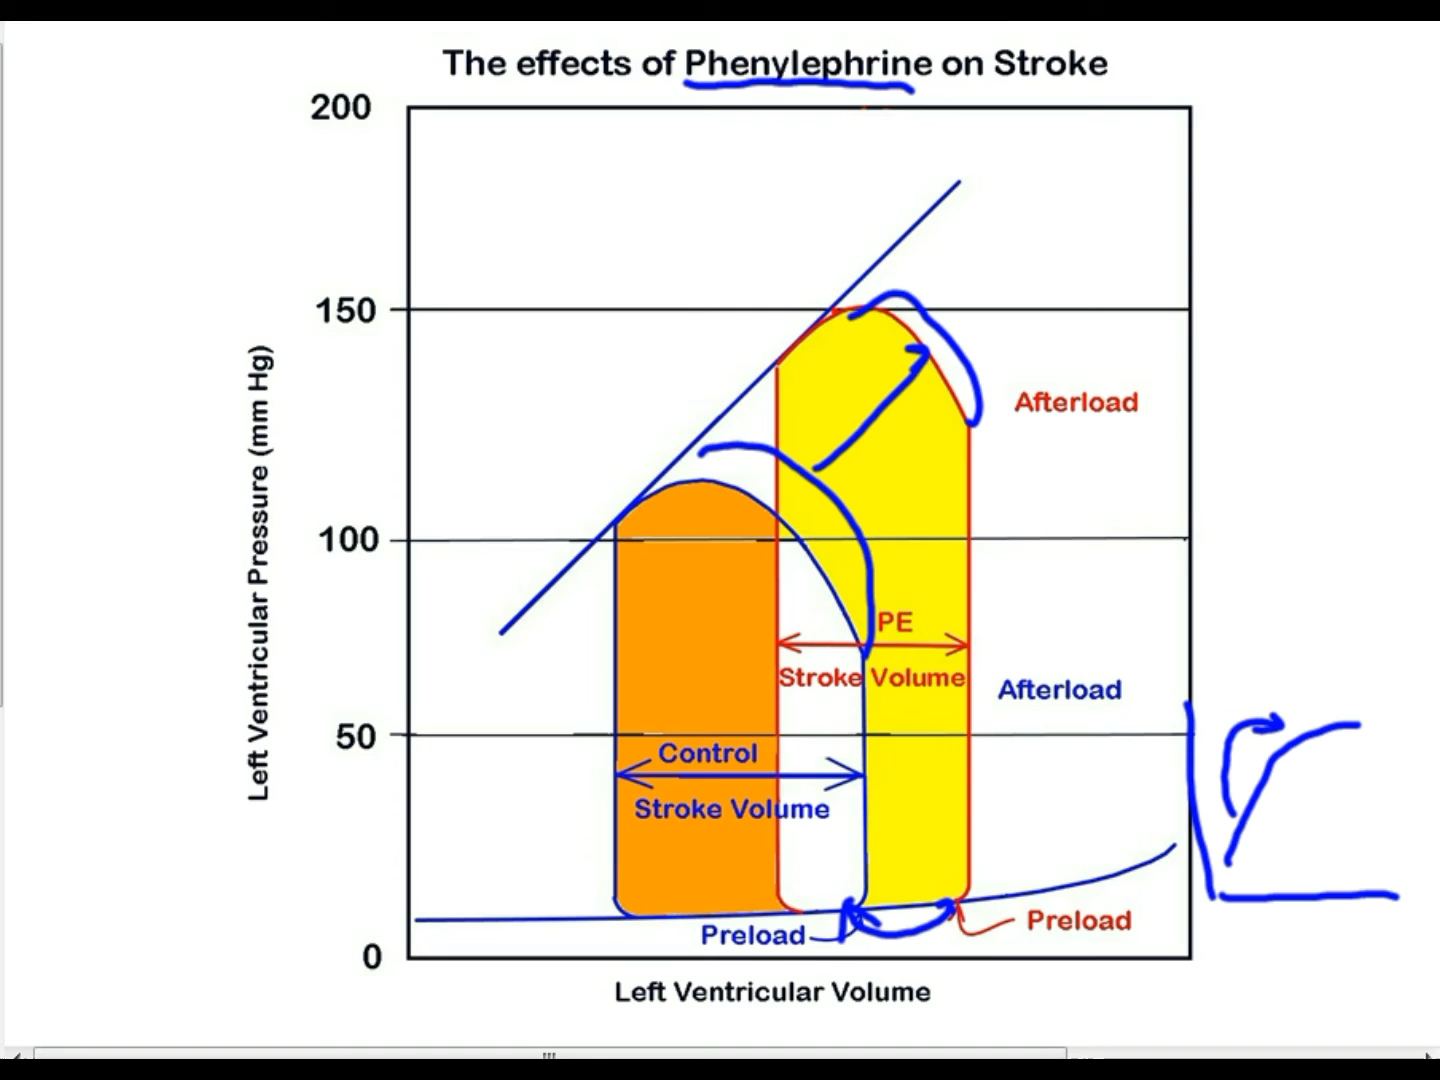 The effects of Phenylephrine on Stroke
200
150
100
50
0
Left Ventricular Pressure (mm Hg)
Afterload
PE
Stroke Volume
Afterload
Control
Stroke Volume
Preload
Preload
Left Ventricular Volume